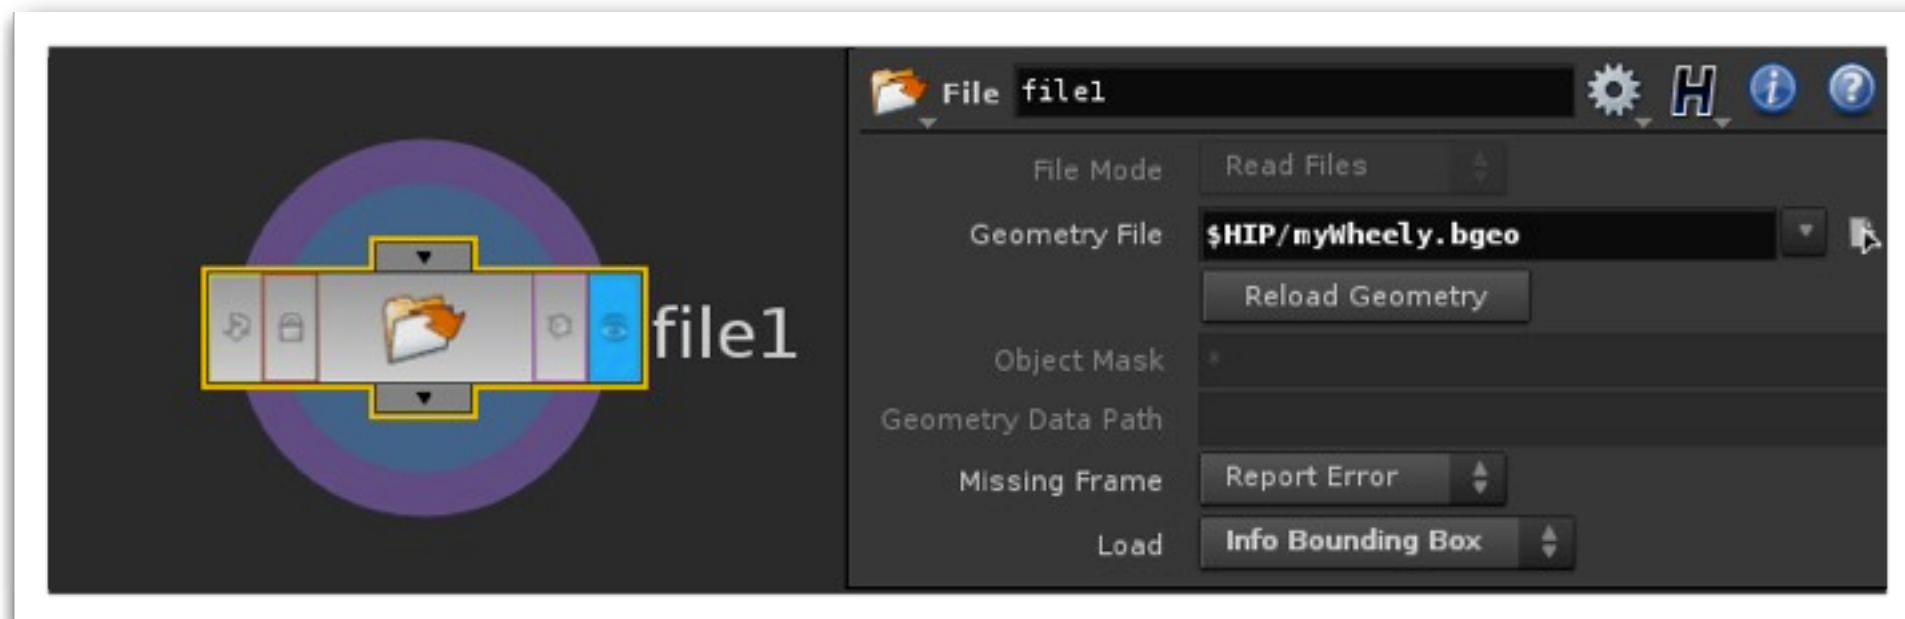 file1
File file1
File Mode Read Files
Geometry File $HIP/myWheely.bgeo
Reload Geometry
Object Mask *
Geometry Data Path
Missing Frame Report Error
Load Info Bounding Box